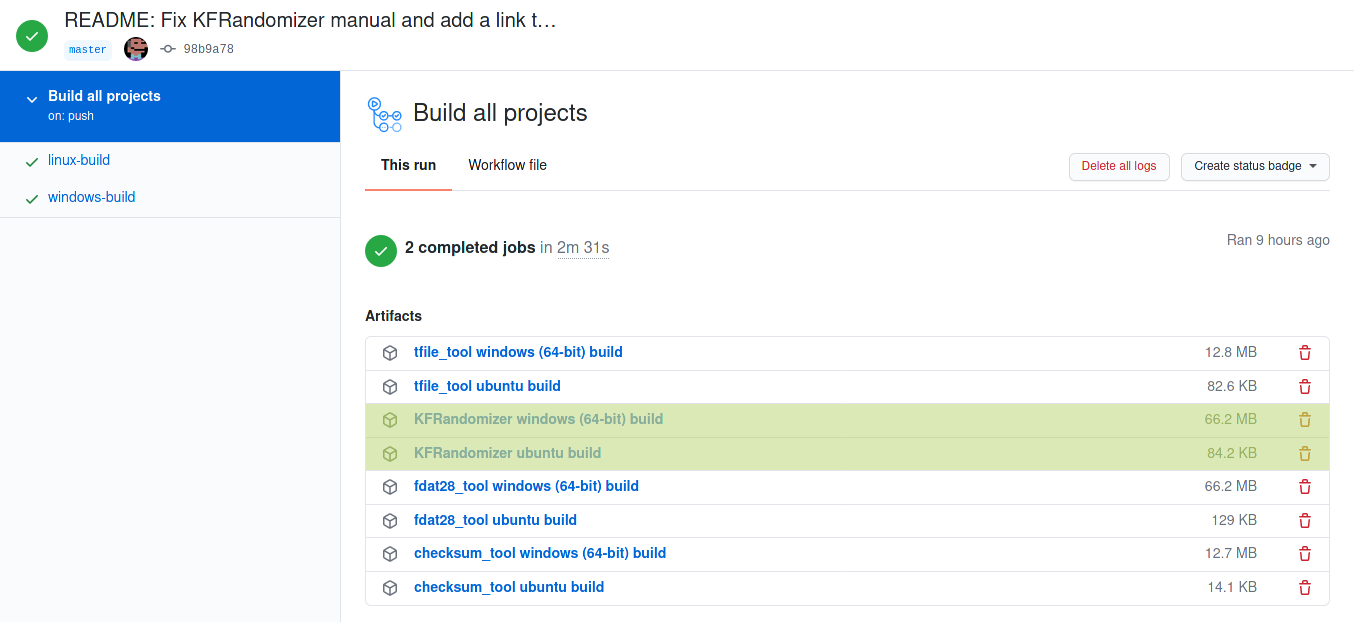 README: Fix KFRandomizer manual and add a link t…
master 98b9a78
Build all projects
on: push
linux-build
windows-build
Build all projects
This run Workflow file Delete all logs Create status badge
2 completed jobs in 2m 31s Ran 9 hours ago
Artifacts
tfile_tool windows (64-bit) build 12.8 MB
tfile_tool ubuntu build 82.6 KB
KFRandomizer windows (64-bit) build 66.2 MB
KFRandomizer ubuntu build 84.2 KB
fdat28_tool windows (64-bit) build 66.2 MB
fdat28_tool ubuntu build 129 KB
checksum_tool windows (64-bit) build 12.7 MB
checksum_tool ubuntu build 14.1 KB